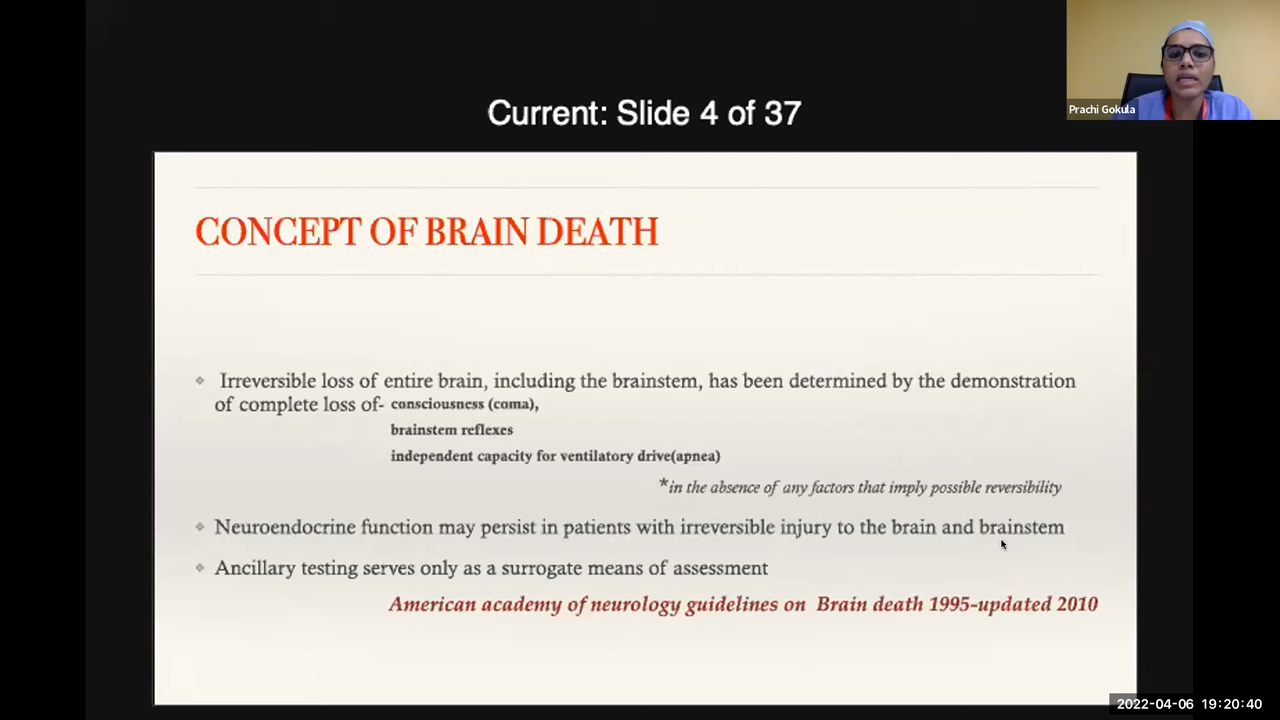 Prachi Gokula
Current: Slide 4 of 37
CONCEPT OF BRAIN DEATH
Irreversible loss of entire brain, including the brainstem, has been determined by the demonstration
of complete loss of- consciousness (coma),
brainstem reflexes
independent capacity for ventilatory drive(apnea)
*in the absence of any factors that imply possible reversibility
Neuroendocrine function may persist in patients with irreversible injury to the brain and brainstem
Ancillary testing serves only as a surrogate means of assessment
American academy of neurology guidelines on Brain death 1995-updated 2010
2022-04-06 19:20:40